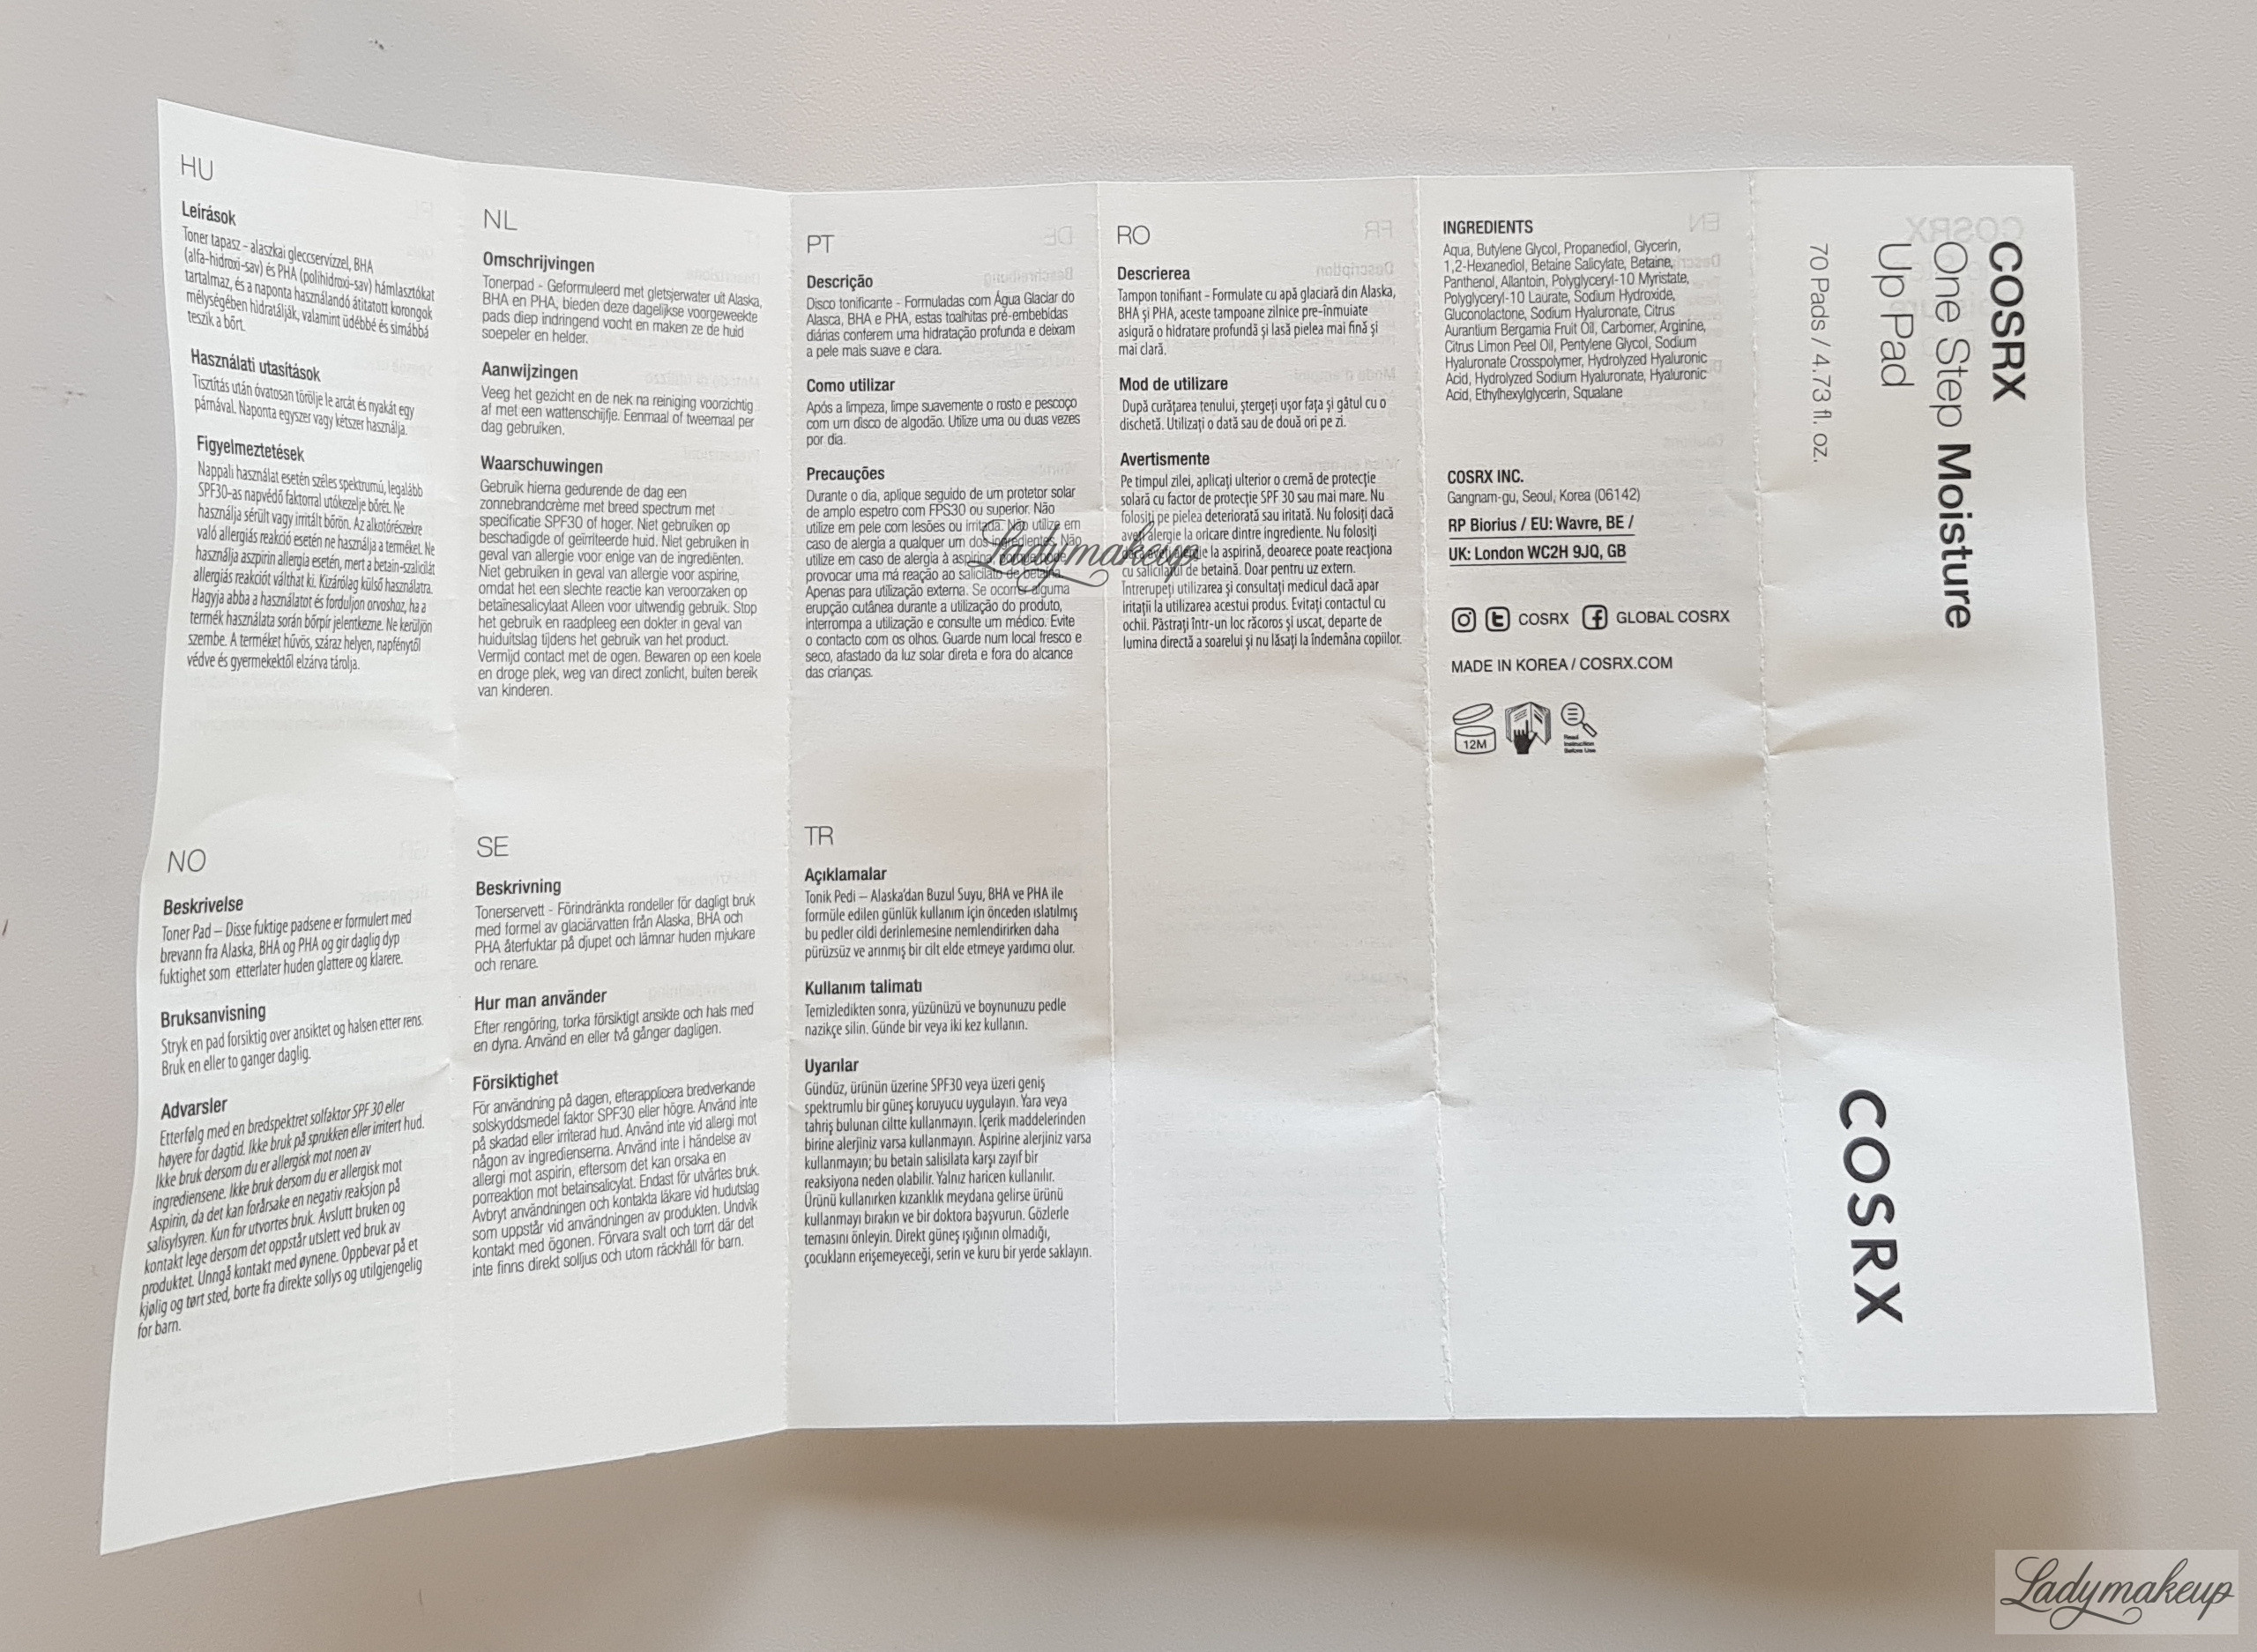 HU
Leírások
Toner tapasz – alaszkai gleccservízzel, BHA
(alfa-hidroxi-sav) és PHA (polihidroxi-sav) hámlasztókat
tartalmaz, és a naponta használandó átitatott korongok
mélységében hidratálják, valamint üdébbé és simábbá
teszik a bőrt.
Használati utasítások
Tisztítás után óvatosan törölje le arcát és nyakát egy
párnával. Naponta egyszer vagy kétszer használja.
Figyelmeztetések
Nappali használat esetén széles spektrumú, legalább
SPF30-as napvédő faktorral utókezelje bőrét. Ne
használja sérült vagy irritált bőrön. Az alkotórészekre
való allergiás reakció esetén ne használja a terméket. Ne
használja aszpirin allergia esetén, mert a betain-szalicilát
allergiás reakciót válthat ki. Kizárólag külső használatra.
Hagyja abba a használatot és forduljon orvoshoz, ha a
termék használata során bőrpír jelentkezne. Ne kerüljön
szembe. A terméket hűvös, száraz helyen, napfénytől
védve és gyermekektől elzárva tárolja.
NL
Omschrijvingen
Tonerpad - Geformuleerd met gletsjerwater uit Alaska,
BHA en PHA, bieden deze dagelijkse voorgeweekte
pads diep indringend vocht en maken ze de huid
soepeler en helder.
Aanwijzingen
Veeg het gezicht en de nek na reiniging voorzichtig
af met een wattenschijfje. Eenmaal of tweemaal per
dag gebruiken.
Waarschuwingen
Gebruik hierna gedurende de dag een
zonnebrandcrème met breed spectrum met
specificatie SPF30 of hoger. Niet gebruiken op
beschadigde of geïrriteerde huid. Niet gebruiken in
geval van allergie voor enige van de ingrediënten.
Niet gebruiken in geval van allergie voor aspirine,
omdat het een slechte reactie kan veroorzaken op
betaïnesalicylaat Alleen voor uitwendig gebruik. Stop
het gebruik en raadpleeg een dokter in geval van
huiduitslag tijdens het gebruik van het product.
Vermijd contact met de ogen. Bewaren op een koele
en droge plek, weg van direct zonlicht, buiten bereik
van kinderen.
PT
Descrição
Disco tonificante - Formuladas com Água Glaciar do
Alasca, BHA e PHA, estas toalhitas pré-embebidas
diárias conferem uma hidratação profunda e deixam
a pele mais suave e clara.
Como utilizar
Após a limpeza, limpe suavemente o rosto e pescoço
com um disco de algodão. Utilize uma ou duas vezes
por dia.
Precauções
Durante o dia, aplique seguido de um protetor solar
de amplo espetro com FPS30 ou superior. Não
utilize em pele com lesões ou irritada. Não utilize em
caso de alergia a qualquer um dos ingredientes. Não
utilize em caso de alergia à aspirina, porque pode
provocar uma má reação ao salicilato de betaína.
Apenas para utilização externa. Se ocorrer alguma
erupção cutânea durante a utilização do produto,
interrompa a utilização e consulte um médico. Evite
o contacto com os olhos. Guarde num local fresco e
seco, afastado da luz solar direta e fora do alcance
das crianças.
RO
Descrierea
Tampon tonifiant – Formulate cu apă glaciară din Alaska,
BHA și PHA, aceste tampoane zilnice pre-înmuiate
asigură o hidratare profundă și lasă pielea mai fină și
mai clară.
Mod de utilizare
După curățarea tenului, ștergeți ușor fața și gâtul cu o
dischetă. Utilizați o dată sau de două ori pe zi.
Avertismente
Pe timpul zilei, aplicați ulterior o cremă de protecție
solară cu factor de protecție SPF 30 sau mai mare. Nu
folosiți pe pielea deteriorată sau iritată. Nu folosiți dacă
aveți alergie la oricare dintre ingrediente. Nu folosiți
dacă aveți alergie la aspirină, deoarece poate reacționa
cu salicilatul de betaină. Doar pentru uz extern.
Întrerupeți utilizarea și consultați medicul dacă apar
iritații la utilizarea acestui produs. Evitați contactul cu
ochii. Păstrați într-un loc răcoros și uscat, departe de
lumina directă a soarelui și nu lăsați la îndemâna copiilor.
INGREDIENTS
Aqua, Butylene Glycol, Propanediol, Glycerin,
1,2-Hexanediol, Betaine Salicylate, Betaine,
Panthenol, Allantoin, Polyglyceryl-10 Myristate,
Polyglyceryl-10 Laurate, Sodium Hydroxide,
Gluconolactone, Sodium Hyaluronate, Citrus
Aurantium Bergamia Fruit Oil, Carbomer, Arginine,
Citrus Limon Peel Oil, Pentylene Glycol, Sodium
Hyaluronate Crosspolymer, Hydrolyzed Hyaluronic
Acid, Hydrolyzed Sodium Hyaluronate, Hyaluronic
Acid, Ethylhexylglycerin, Squalane
COSRX INC.
Gangnam-gu, Seoul, Korea (06142)
RP Biorius / EU: Wavre, BE /
UK: London WC2H 9JQ, GB
COSRX GLOBAL COSRX
MADE IN KOREA / COSRX.COM
12M
Read
Instruction
Before Use
COSRX
One Step Moisture
Up Pad
70 Pads / 4.73 fl. oz.
NO
Beskrivelse
Toner Pad – Disse fuktige padsene er formulert med
brevann fra Alaska, BHA og PHA og gir daglig dyp
fuktighet som etterlater huden glattere og klarere.
Bruksanvisning
Stryk en pad forsiktig over ansiktet og halsen etter rens.
Bruk en eller to ganger daglig.
Advarsler
Etterfølg med en bredspektret solfaktor SPF 30 eller
høyere for dagtid. Ikke bruk på sprukken eller irritert hud.
Ikke bruk dersom du er allergisk mot noen av
ingrediensene. Ikke bruk dersom du er allergisk mot
Aspirin, da det kan forårsake en negativ reaksjon på
salisylsyren. Kun for utvortes bruk. Avslutt bruken og
kontakt lege dersom det oppstår utslett ved bruk av
produktet. Unngå kontakt med øynene. Oppbevar på et
kjølig og tørt sted, borte fra direkte sollys og utilgjengelig
for barn.
SE
Beskrivning
Tonerservett - Förindränkta rondeller för dagligt bruk
med formel av glaciärvatten från Alaska, BHA och
PHA återfuktar på djupet och lämnar huden mjukare
och renare.
Hur man använder
Efter rengöring, torka försiktigt ansikte och hals med
en dyna. Använd en eller två gånger dagligen.
Försiktighet
För användning på dagen, efterapplicera bredverkande
solskyddsmedel faktor SPF30 eller högre. Använd inte
på skadad eller irriterad hud. Använd inte vid allergi mot
någon av ingredienserna. Använd inte i händelse av
allergi mot aspirin, eftersom det kan orsaka en
porreaktion mot betainsalicylat. Endast för utvärtes bruk.
Avbryt användningen och kontakta läkare vid hudutslag
som uppstår vid användningen av produkten. Undvik
kontakt med ögonen. Förvara svalt och torrt där det
inte finns direkt solljus och utom räckhåll för barn.
TR
Açıklamalar
Tonik Pedi – Alaska'dan Buzul Suyu, BHA ve PHA ile
formüle edilen günlük kullanım için önceden ıslatılmış
bu pedler cildi derinlemesine nemlendirirken daha
pürüzsüz ve arınmış bir cilt elde etmeye yardımcı olur.
Kullanım talimatı
Temizledikten sonra, yüzünüzü ve boynunuzu pedle
nazikçe silin. Günde bir veya iki kez kullanın.
Uyarılar
Gündüz, ürünün üzerine SPF30 veya üzeri geniş
spektrumlu bir güneş koruyucu uygulayın. Yara veya
tahriş bulunan ciltte kullanmayın. İçerik maddelerinden
birine alerjiniz varsa kullanmayın. Aspirine alerjiniz varsa
kullanmayın; bu betain salisilata karşı zayıf bir
reaksiyona neden olabilir. Yalnız haricen kullanılır.
Ürünü kullanırken kızarıklık meydana gelirse ürünü
kullanmayı bırakın ve bir doktora başvurun. Gözlerle
temasını önleyin. Direkt güneş ışığının olmadığı,
çocukların erişemeyeceği, serin ve kuru bir yerde saklayın.
COSRX
Ladymakeup
Ladymakeup